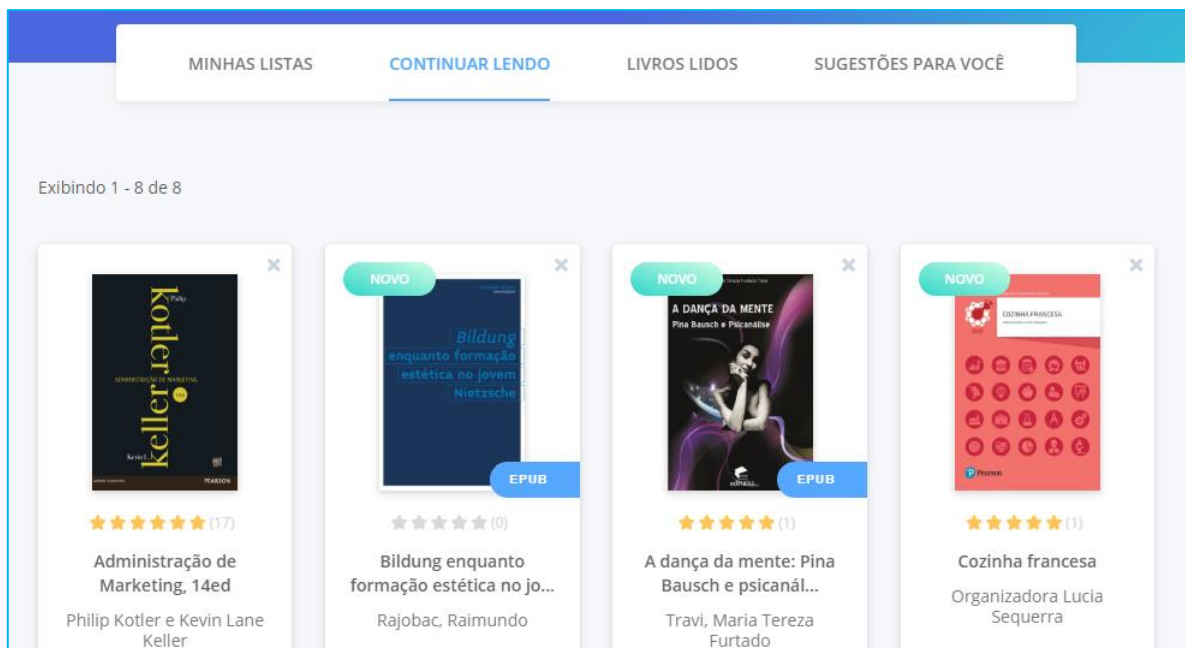 MINHAS LISTAS
CONTINUAR LENDO
LIVROS LIDOS
SUGESTÕES PARA VOCÊ
Exibindo 1 - 8 de 8
Philip
Kotler
Keller
ADMINISTRAÇÃO DE MARKETING
14e
Kevin L.
PEARSON
(17)
Administração de
Marketing, 14ed
Philip Kotler e Kevin Lane
Keller
NOVO
Bildung
enquanto formação
estética no jovem
Nietzsche
EPUB
(0)
Bildung enquanto
formação estética no jo...
Rajobac, Raimundo
NOVO
A DANÇA DA MENTE
Pina Bausch e Psicanálise
EPUB
(1)
A dança da mente: Pina
Bausch e psicanál...
Travi, Maria Tereza
Furtado
NOVO
COZINHA FRANCESA
Pearson
(1)
Cozinha francesa
Organizadora Lucia
Sequerra